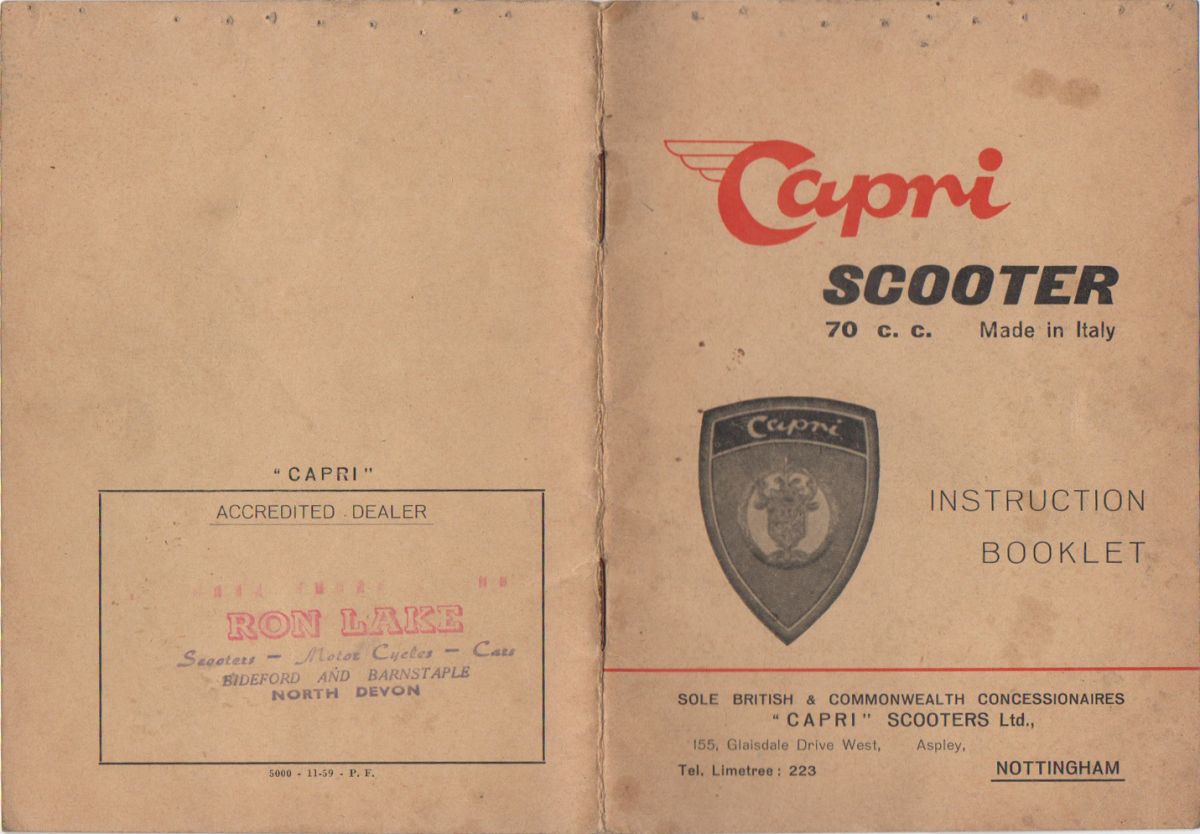 "CAPRI"
ACCREDITED DEALER
RON LAKE
Scooters - Motor Cycles - Cars
BIDEFORD AND BARNSTAPLE
NORTH DEVON
5000 - 11-59 - P. F.
Capri
SCOOTER
70 c. c. Made in Italy
Capri
INSTRUCTION
BOOKLET
SOLE BRITISH & COMMONWEALTH CONCESSIONAIRES
"CAPRI" SCOOTERS Ltd.,
155, Glaisdale Drive West, Aspley,
Tel. Limetree : 223 NOTTINGHAM